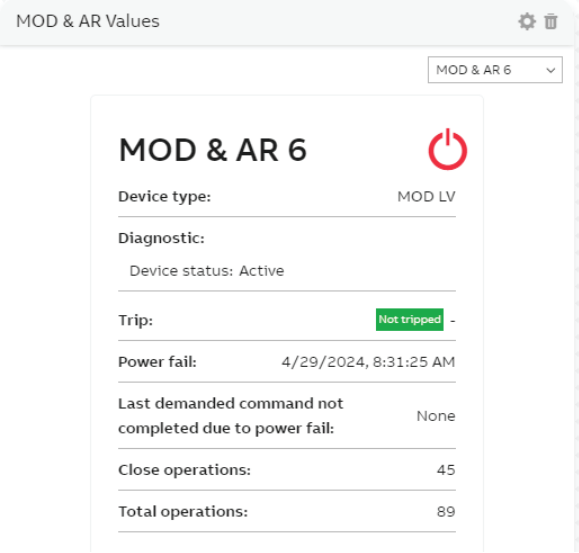 MOD & AR Values
MOD & AR 6
MOD & AR 6
Device type: MOD LV
Diagnostic:
Device status: Active
Trip: Not tripped -
Power fail: 4/29/2024, 8:31:25 AM
Last demanded command not
completed due to power fail: None
Close operations: 45
Total operations: 89